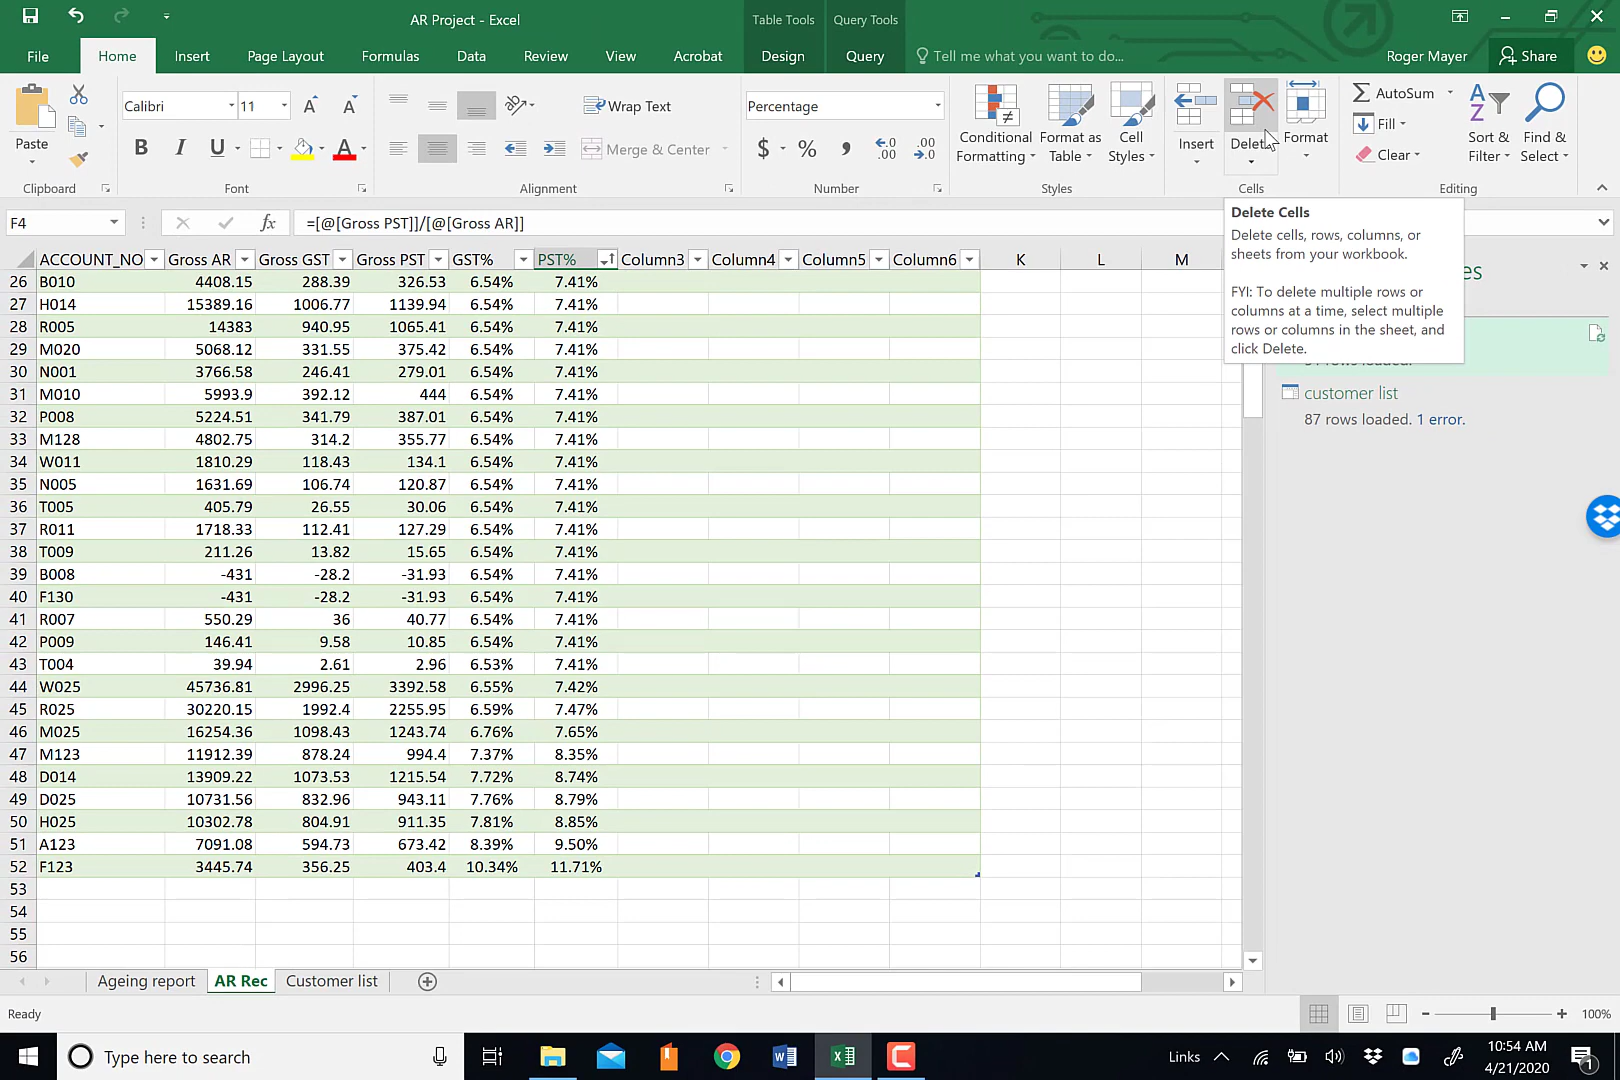 AR Project - Excel
Table Tools
Query Tools
File
Home
Insert
Page Layout
Formulas
Data
Review
View
Acrobat
Design
Query
Tell me what you want to do...
Roger Mayer
Share
Paste
Clipboard
Calibri
11
A
A
B I U
A
Font
Wrap Text
Merge & Center
Alignment
Percentage
$ % ,
Number
Conditional Formatting
Format as Table
Cell Styles
Styles
Insert
Delete
Format
Cells
AutoSum
Fill
Clear
Sort & Filter
Find & Select
Editing
F4
fx
=[@[Gross PST]]/[@[Gross AR]]
Delete Cells
Delete cells, rows, columns, or
sheets from your workbook.
FYI: To delete multiple rows or
columns at a time, select multiple
rows or columns in the sheet, and
click Delete.
customer list
87 rows loaded. 1 error.
ACCOUNT_NO Gross AR Gross GST Gross PST GST% PST% Column3 Column4 Column5 Column6 K L M
26 B010 4408.15 288.39 326.53 6.54% 7.41%
27 H014 15389.16 1006.77 1139.94 6.54% 7.41%
28 R005 14383 940.95 1065.41 6.54% 7.41%
29 M020 5068.12 331.55 375.42 6.54% 7.41%
30 N001 3766.58 246.41 279.01 6.54% 7.41%
31 M010 5993.9 392.12 444 6.54% 7.41%
32 P008 5224.51 341.79 387.01 6.54% 7.41%
33 M128 4802.75 314.2 355.77 6.54% 7.41%
34 W011 1810.29 118.43 134.1 6.54% 7.41%
35 N005 1631.69 106.74 120.87 6.54% 7.41%
36 T005 405.79 26.55 30.06 6.54% 7.41%
37 R011 1718.33 112.41 127.29 6.54% 7.41%
38 T009 211.26 13.82 15.65 6.54% 7.41%
39 B008 -431 -28.2 -31.93 6.54% 7.41%
40 F130 -431 -28.2 -31.93 6.54% 7.41%
41 R007 550.29 36 40.77 6.54% 7.41%
42 P009 146.41 9.58 10.85 6.54% 7.41%
43 T004 39.94 2.61 2.96 6.53% 7.41%
44 W025 45736.81 2996.25 3392.58 6.55% 7.42%
45 R025 30220.15 1992.4 2255.95 6.59% 7.47%
46 M025 16254.36 1098.43 1243.74 6.76% 7.65%
47 M123 11912.39 878.24 994.4 7.37% 8.35%
48 D014 13909.22 1073.53 1215.54 7.72% 8.74%
49 D025 10731.56 832.96 943.11 7.76% 8.79%
50 H025 10302.78 804.91 911.35 7.81% 8.85%
51 A123 7091.08 594.73 673.42 8.39% 9.50%
52 F123 3445.74 356.25 403.4 10.34% 11.71%
53
54
55
56
Ageing report
AR Rec
Customer list
Ready
100%
Type here to search
Links
10:54 AM
4/21/2020
1